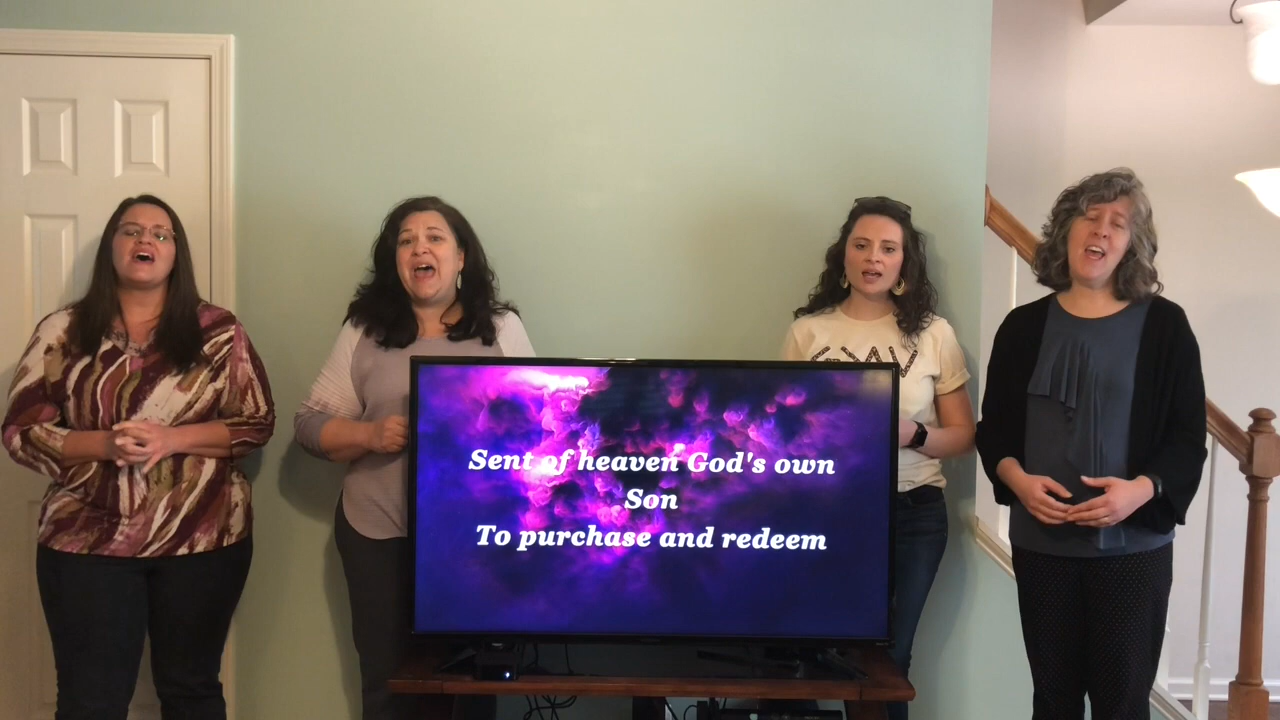 Sent of heaven God's own
Son
To purchase and redeem